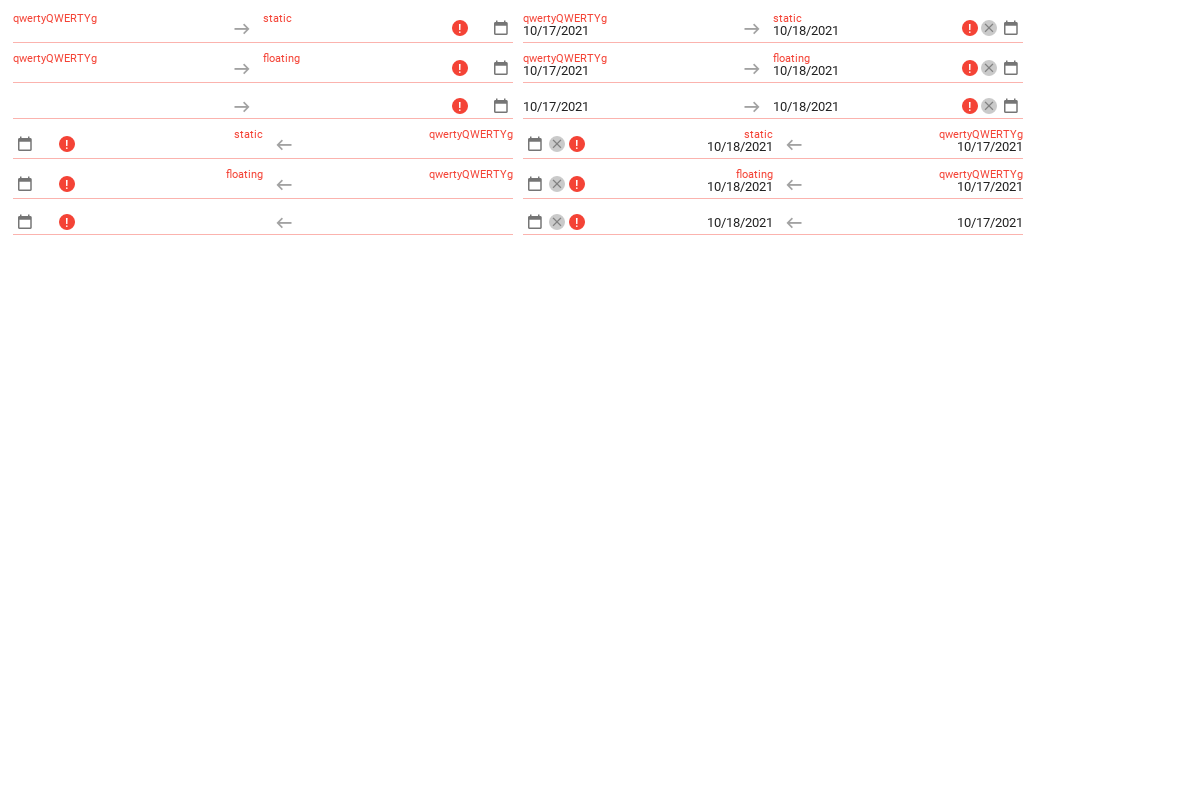 qwertyQWERTYg static qwertyQWERTYg static
10/17/2021 10/18/2021
qwertyQWERTYg floating qwertyQWERTYg floating
10/17/2021 10/18/2021
10/17/2021 10/18/2021
static qwertyQWERTYg static qwertyQWERTYg
10/18/2021 10/17/2021
floating qwertyQWERTYg floating qwertyQWERTYg
10/18/2021 10/17/2021
10/18/2021 10/17/2021